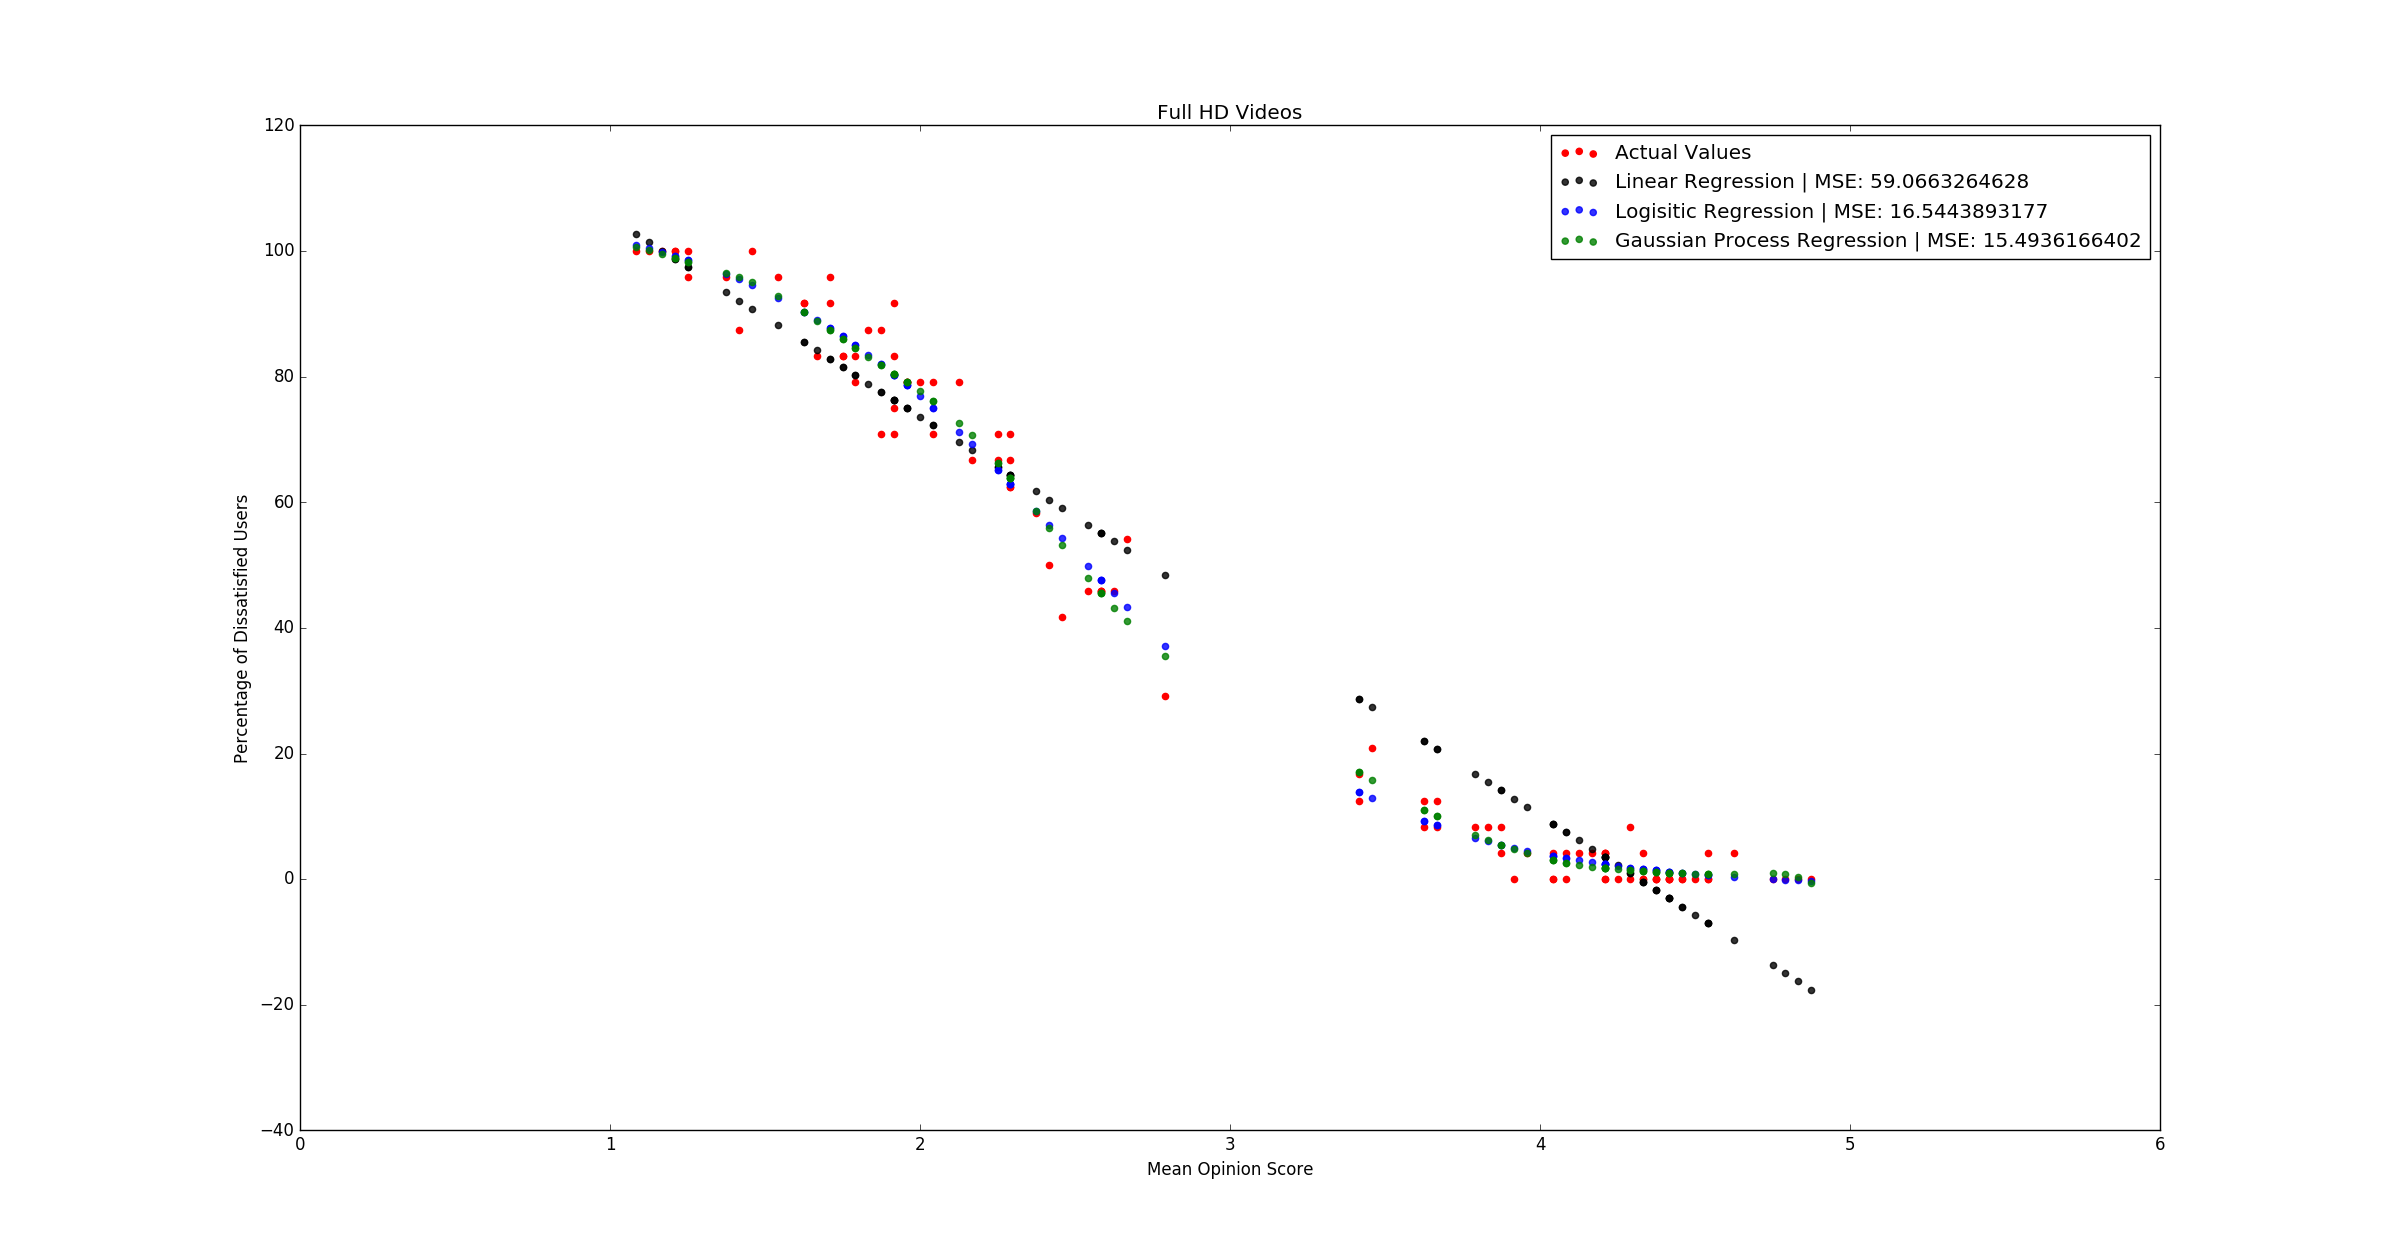 Full HD Videos
120
100
80
60
40
20
0
−20
−40
Percentage of Dissatisfied Users
Actual Values
Linear Regression | MSE: 59.0663264628
Logisitic Regression | MSE: 16.5443893177
Gaussian Process Regression | MSE: 15.4936166402
0 1 2 3 4 5 6
Mean Opinion Score